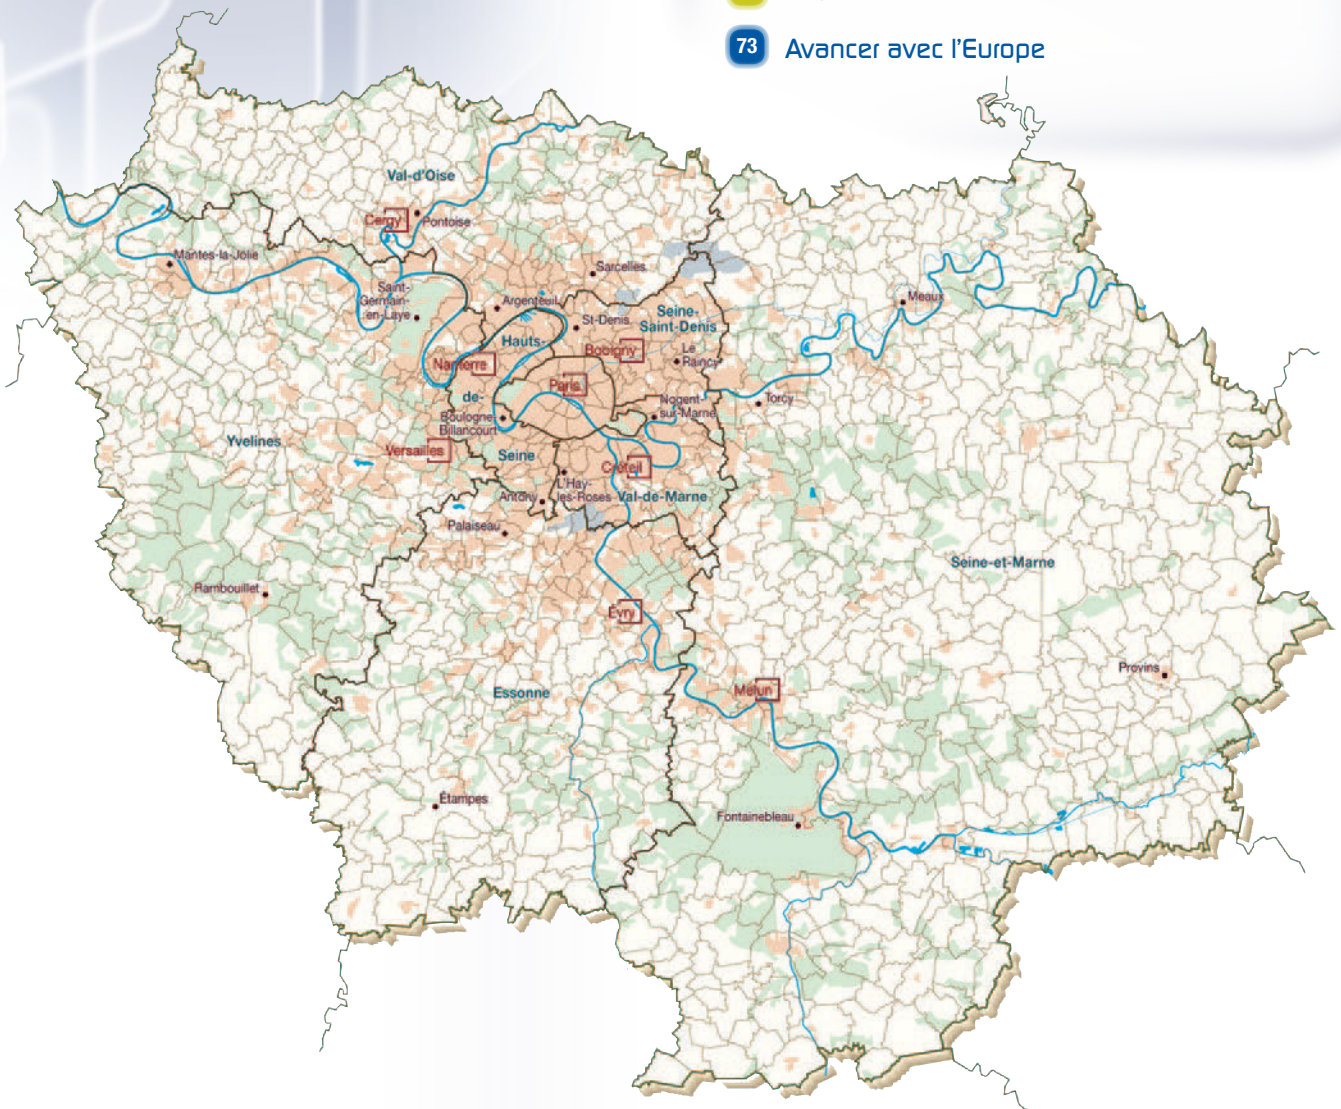 73 Avancer avec l'Europe
Val-d'Oise
Cergy
Pontoise
Mantes-la-Jolie
Sarcelles
Saint-
Germain-
en-Laye
Argenteuil
St-Denis
Seine-
Saint-Denis
Meaux
Hauts-
Bobigny
Le
Raincy
Nanterre
Paris
de-
Nogent-
sur-Marne
Torcy
Boulogne-
Billancourt
Yvelines
Versailles
Seine
Créteil
L'Hay-
les-Roses
Antony
Val-de-Marne
Palaiseau
Seine-et-Marne
Rambouillet
Évry
Provins
Essonne
Melun
Étampes
Fontainebleau